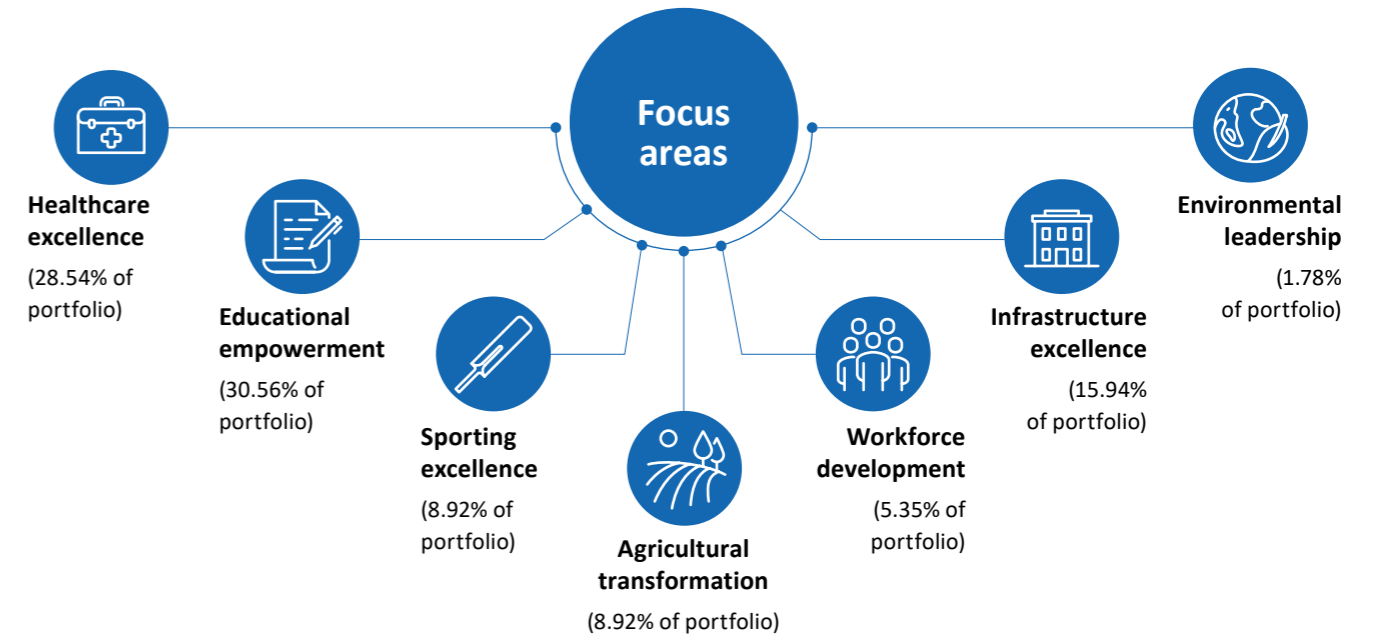 Focus
areas
Healthcare
excellence
(28.54% of
portfolio)
Educational
empowerment
(30.56% of
portfolio)
Sporting
excellence
(8.92% of
portfolio)
Agricultural
transformation
(8.92% of portfolio)
Workforce
development
(5.35% of
portfolio)
Infrastructure
excellence
(15.94%
of portfolio)
Environmental
leadership
(1.78%
of portfolio)